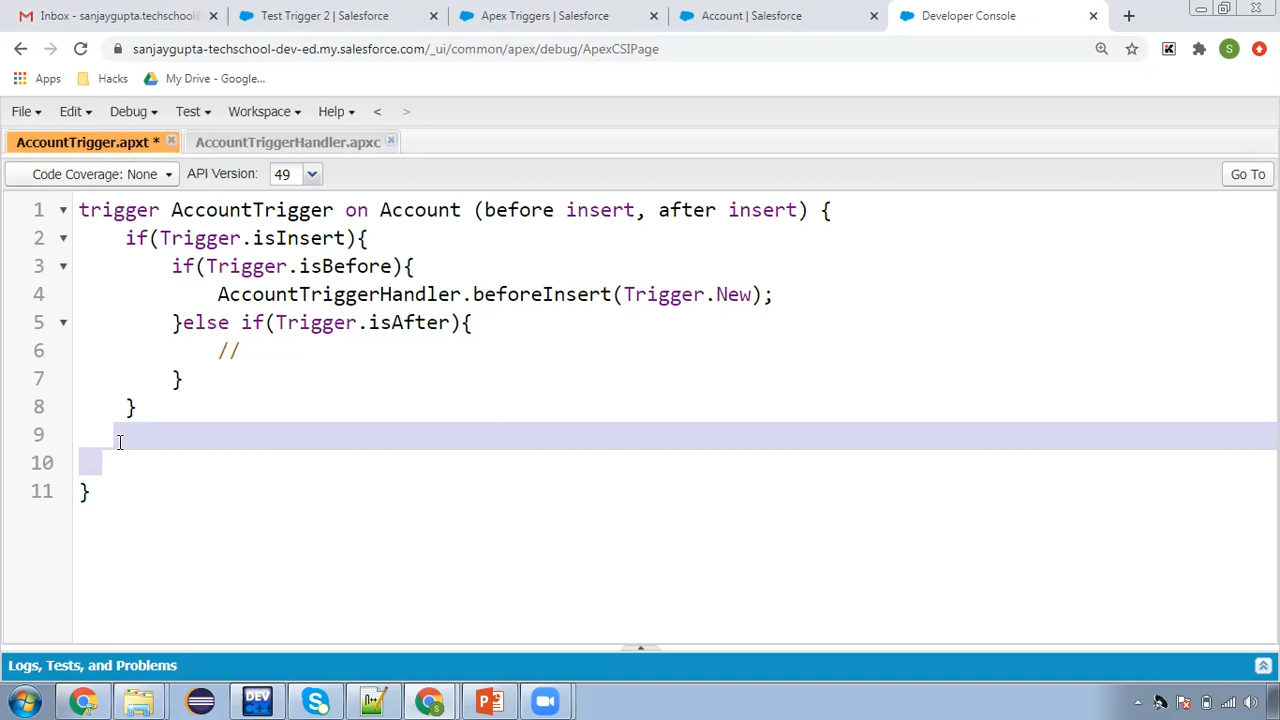 Inbox - sanjaygupta.techschool@ Test Trigger 2 | Salesforce Apex Triggers | Salesforce Account | Salesforce Developer Console
sanjaygupta-techschool-dev-ed.my.salesforce.com/_ui/common/apex/debug/ApexCSIPage
Apps Hacks My Drive - Google...
File Edit Debug Test Workspace Help < >
AccountTrigger.apxt * AccountTriggerHandler.apxc
Code Coverage: None API Version: 49 Go To
1 trigger AccountTrigger on Account (before insert, after insert) {
2 if(Trigger.isInsert){
3 if(Trigger.isBefore){
4 AccountTriggerHandler.beforeInsert(Trigger.New);
5 }else if(Trigger.isAfter){
6 //
7 }
8 }
9
10
11 }
Logs, Tests, and Problems